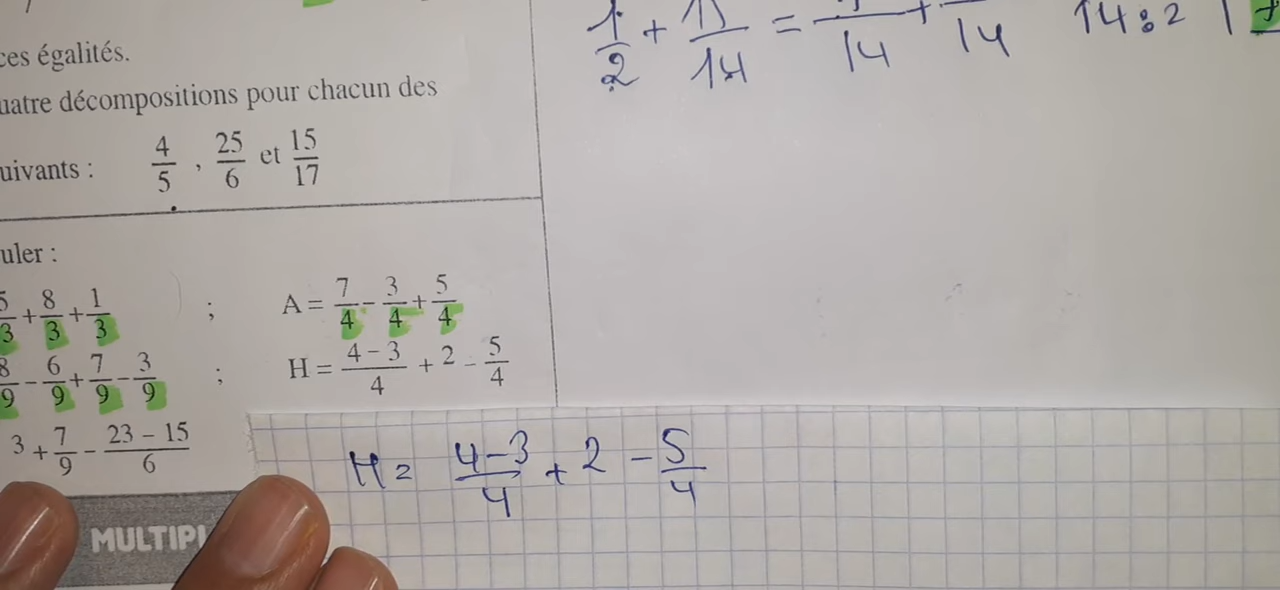 1/2 + 11/14 = /14 + /14 14:2
ces égalités.
uatre décompositions pour chacun des
uivants : 4/5 , 25/6 et 15/17
uler :
5/3 + 8/3 + 1/3 ; A = 7/4 - 3/4 + 5/4
8/9 - 6/9 + 7/9 - 3/9 ; H = (4 - 3)/4 + 2 - 5/4
3 + 7/9 - (23 - 15)/6
H = (4-3)/4 + 2 - 5/4
MULTIPL